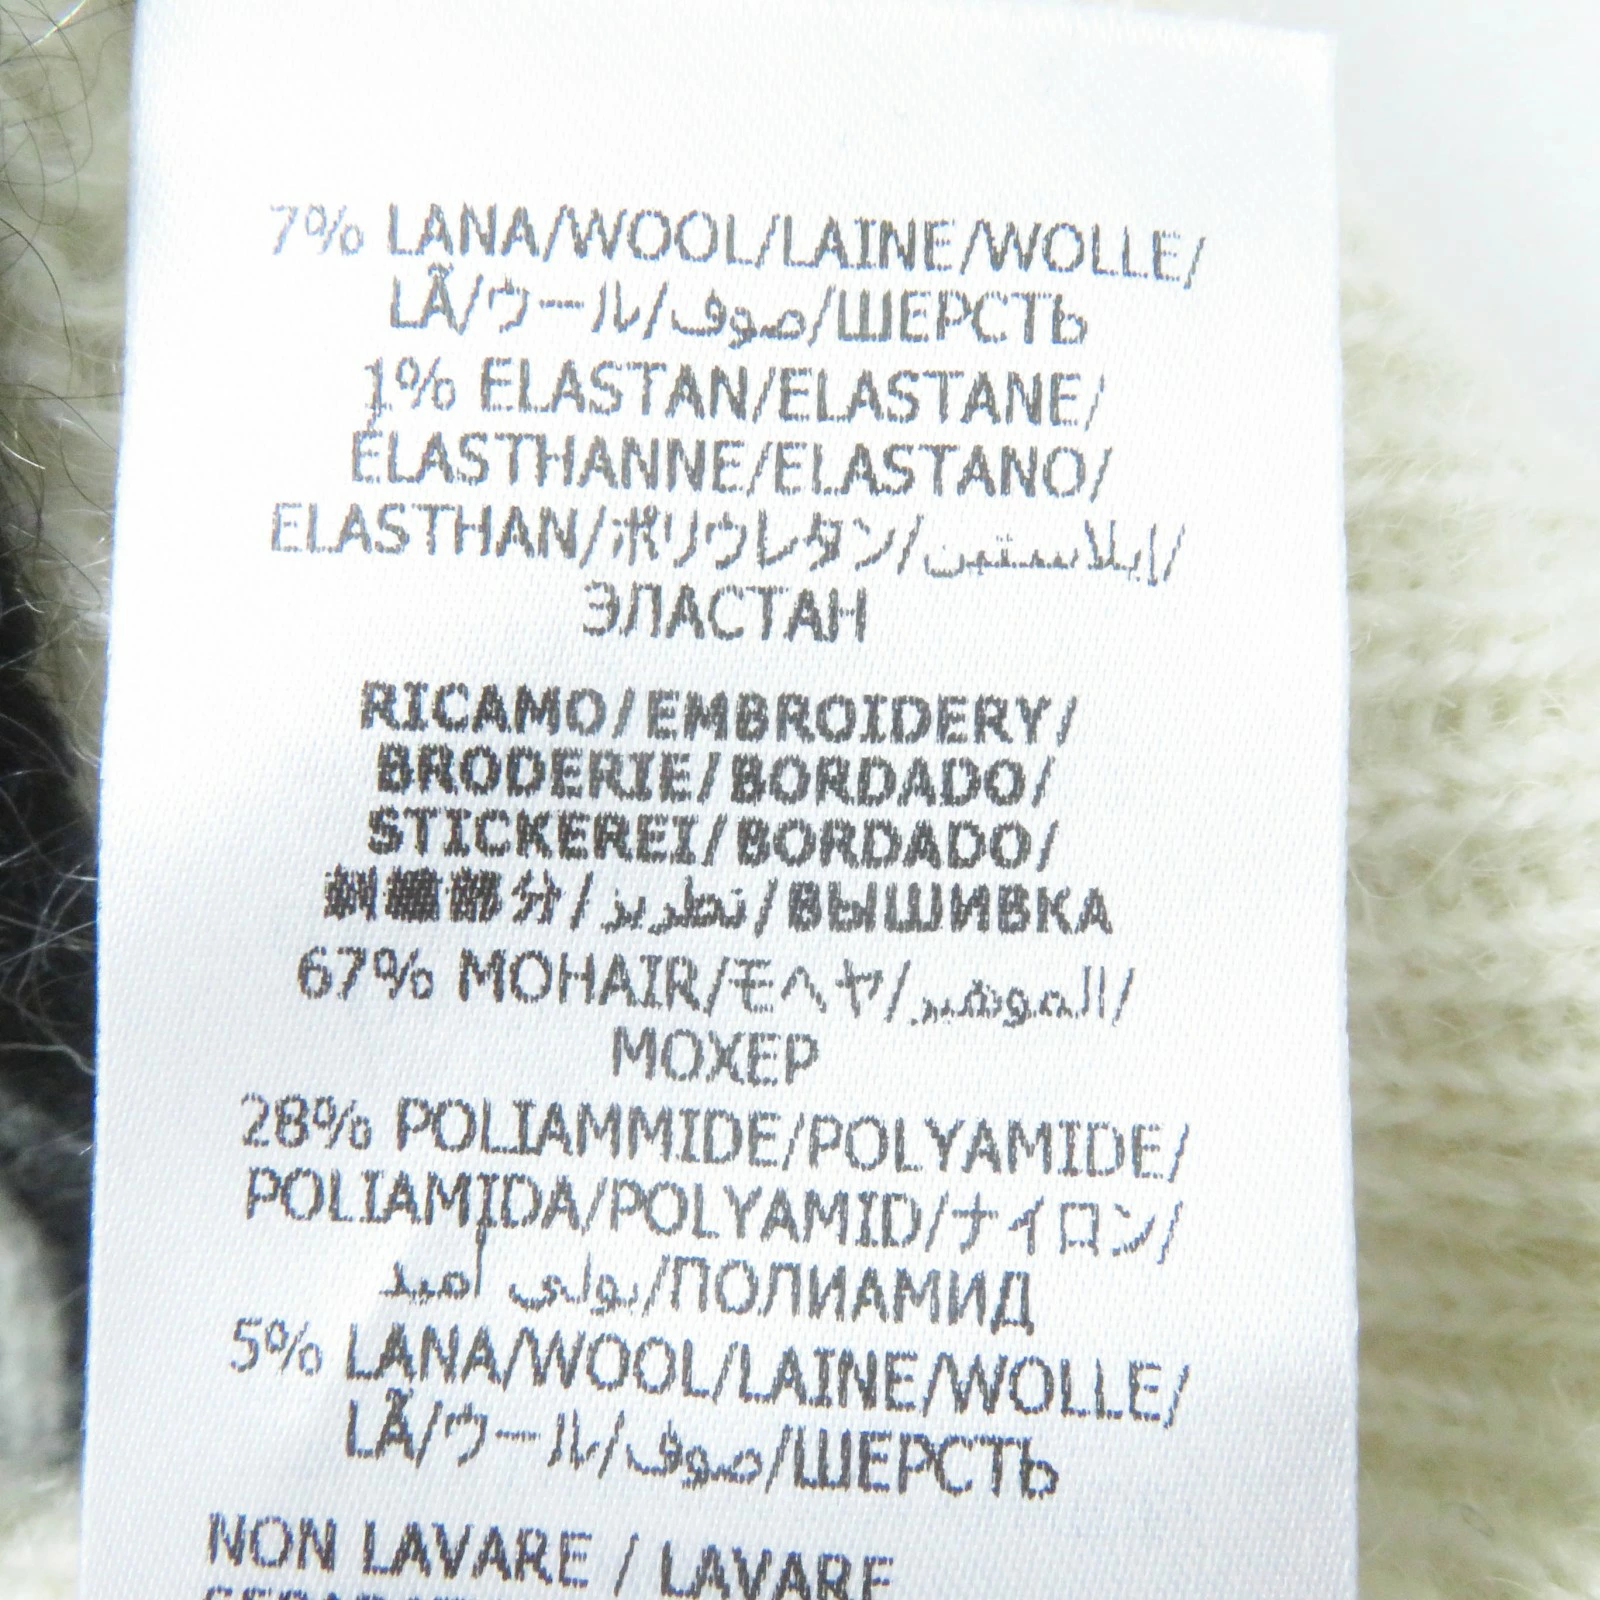 7% LANA/WOOL/LAINE/WOLLE/
LÃ/ウール/صوف/ШЕРСТЬ
1% ELASTAN/ELASTANE/
ÉLASTHANNE/ELASTANO/
ELASTHAN/ポリウレタン/إيلاستين/
ЭЛАСТАН
RICAMO/EMBROIDERY/
BRODERIE/BORDADO/
STICKEREI/BORDADO/
刺繍部分/تطريز/ВЫШИВКА
67% MOHAIR/モヘヤ/الموهير/
МОХЕР
28% POLIAMMIDE/POLYAMIDE/
POLIAMIDA/POLYAMID/ナイロン/
بولي أميد/ПОЛИАМИД
5% LANA/WOOL/LAINE/WOLLE/
LÃ/ウール/صوف/ШЕРСТЬ
NON LAVARE / LAVARE